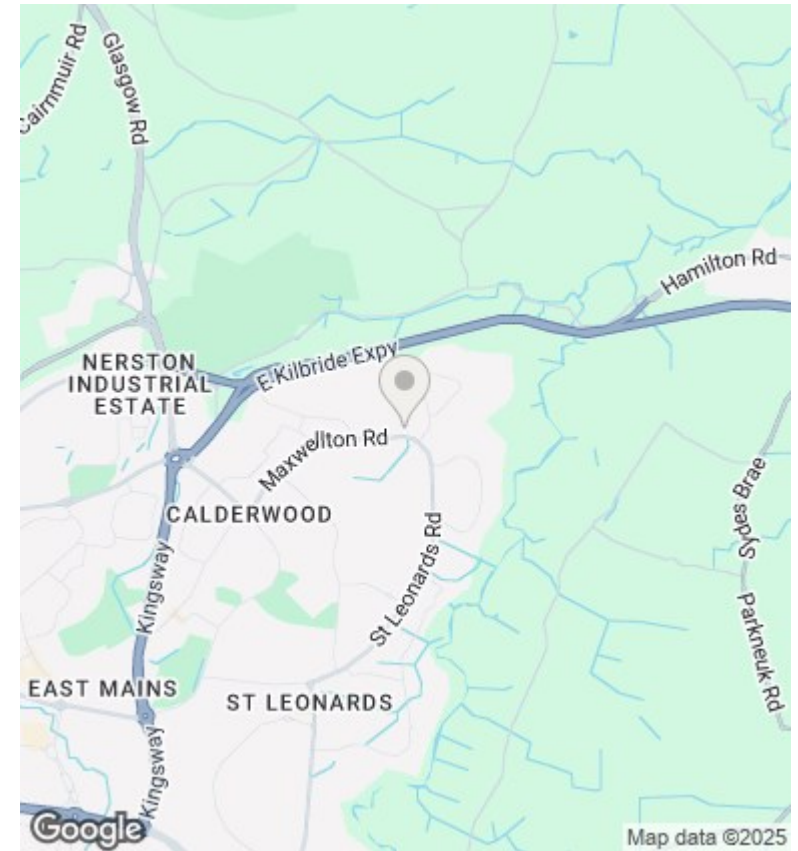 Cairnmuir Rd
Glasgow Rd
Hamilton Rd
E Kilbride Expy
NERSTON
INDUSTRIAL
ESTATE
Maxwellton Rd
CALDERWOOD
Sydes Brae
Kingsway
St Leonards Rd
Parkneuk Rd
EAST MAINS
ST LEONARDS
Kingsway
Google
Map data ©2025